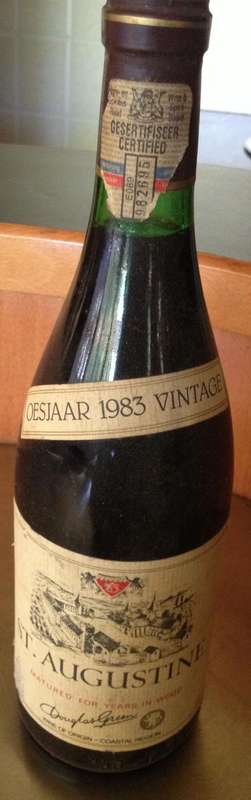 GESERTIFISEER
CERTIFIED
E069
982695
OESJAAR 1983 VINTAGE
ST. AUGUSTINE
MATURED FOR YEARS IN WOOD
Douglas Green
WINE OF ORIGIN - COASTAL REGION